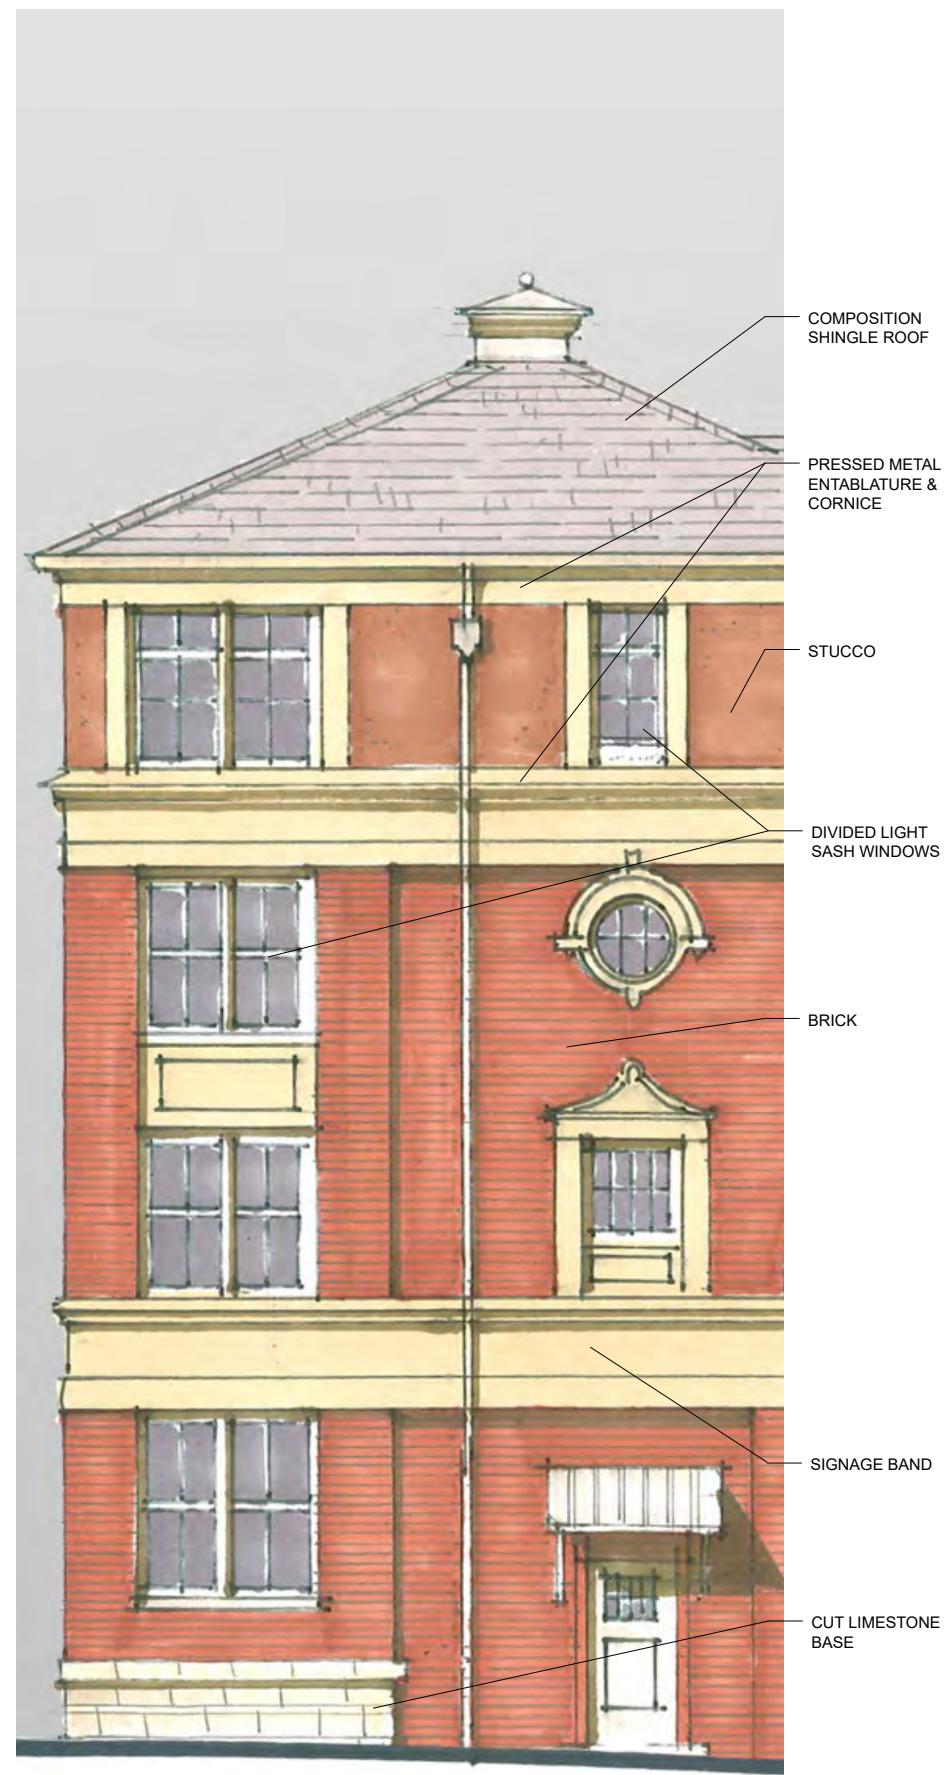 COMPOSITION
SHINGLE ROOF
PRESSED METAL
ENTABLATURE &
CORNICE
STUCCO
DIVIDED LIGHT
SASH WINDOWS
BRICK
SIGNAGE BAND
CUT LIMESTONE
BASE